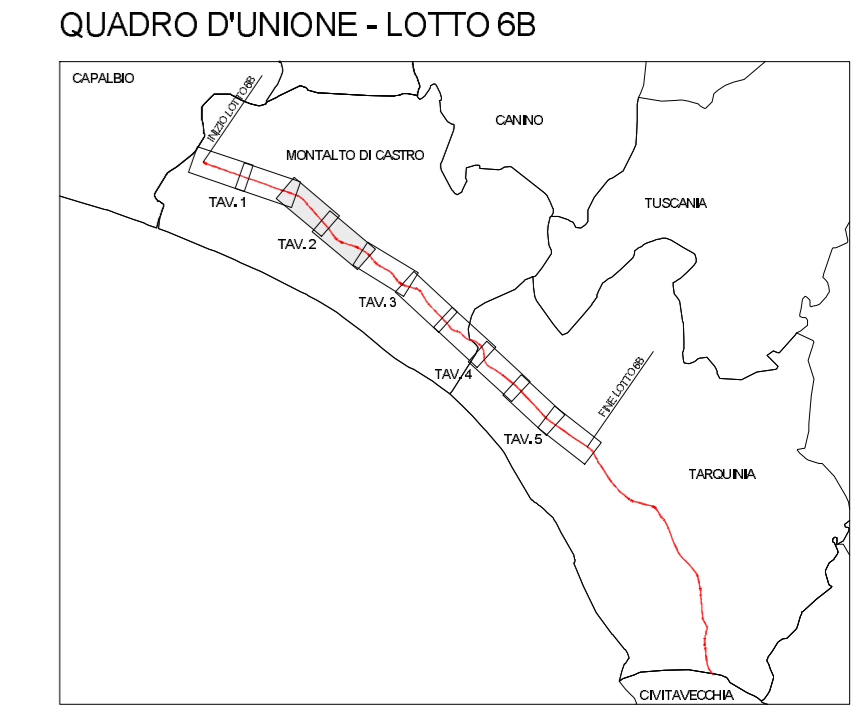 QUADRO D'UNIONE - LOTTO 6B
CAPALBIO
INIZIO LOTTO 6B
CANINO
MONTALTO DI CASTRO
TUSCANIA
TAV. 1
TAV. 2
TAV. 3
TAV. 4
FINE LOTTO 6B
TAV. 5
TARQUINIA
CIVITAVECCHIA